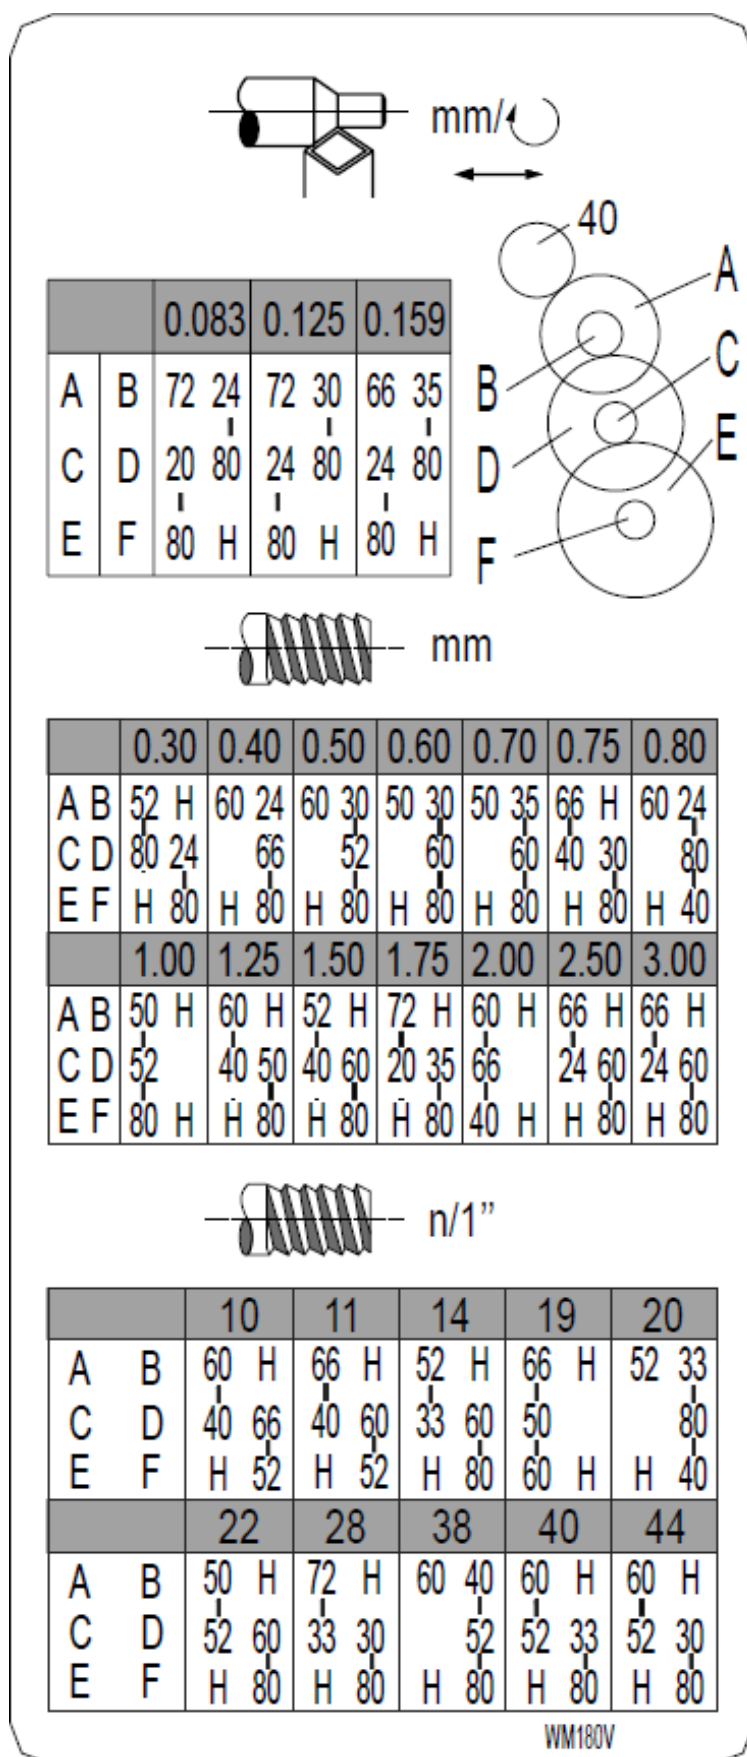 mm/
40
A
B
C
D
E
F
0.083 0.125 0.159
A B 72 24 72 30 66 35
C D 20 80 24 80 24 80
E F 80 H 80 H 80 H
mm
0.30 0.40 0.50 0.60 0.70 0.75 0.80
A B 52 H 60 24 60 30 50 30 50 35 66 H 60 24
C D 80 24 66 52 60 60 40 30 80
E F H 80 H 80 H 80 H 80 H 80 H 80 H 40
1.00 1.25 1.50 1.75 2.00 2.50 3.00
A B 50 H 60 H 52 H 72 H 60 H 66 H 66 H
C D 52 40 50 40 60 20 35 66 24 60 24 60
E F 80 H H 80 H 80 H 80 40 H H 80 H 80
n/1”
10 11 14 19 20
A B 60 H 66 H 52 H 66 H 52 33
C D 40 66 40 60 33 60 50 80
E F H 52 H 52 H 80 60 H H 40
22 28 38 40 44
A B 50 H 72 H 60 40 60 H 60 H
C D 52 60 33 30 52 52 33 52 30
E F H 80 H 80 H 80 H 80 H 80
WM180V